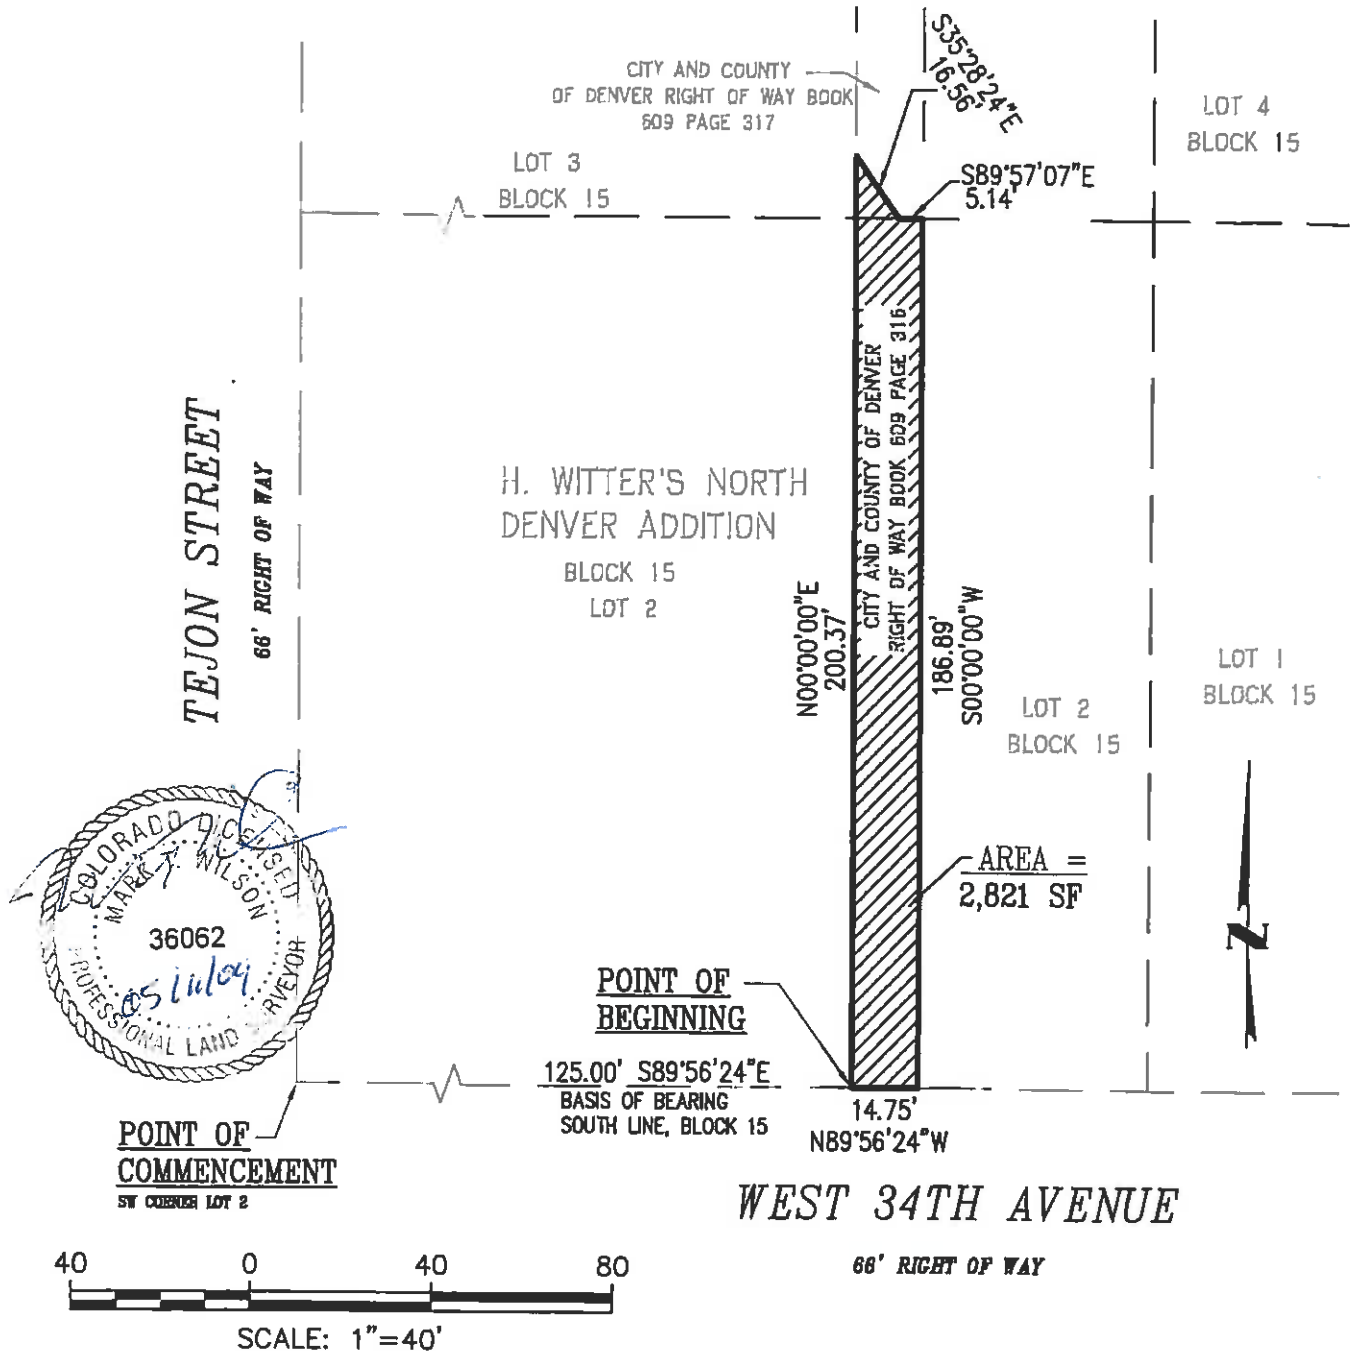 S35°28'24"E
16.56'
CITY AND COUNTY
OF DENVER RIGHT OF WAY BOOK
609 PAGE 317
LOT 4
BLOCK 15
LOT 3
BLOCK 15
S89°57'07"E
5.14'
CITY AND COUNTY OF DENVER
RIGHT OF WAY BOOK 609 PAGE 316
TEJON STREET
66' RIGHT OF WAY
H. WITTER'S NORTH
DENVER ADDITION
BLOCK 15
LOT 2
N00°00'00"E
200.37'
186.89'
S00°00'00"W
LOT 1
BLOCK 15
LOT 2
BLOCK 15
COLORADO LICENSED
MARK T. WILSON
36062
05/11/04
PROFESSIONAL LAND SURVEYOR
AREA =
2,821 SF
N
POINT OF
BEGINNING
125.00' S89°56'24"E
BASIS OF BEARING
SOUTH LINE, BLOCK 15
14.75'
N89°56'24"W
POINT OF
COMMENCEMENT
SW CORNER LOT 2
WEST 34TH AVENUE
66' RIGHT OF WAY
40 0 40 80
SCALE: 1"=40'